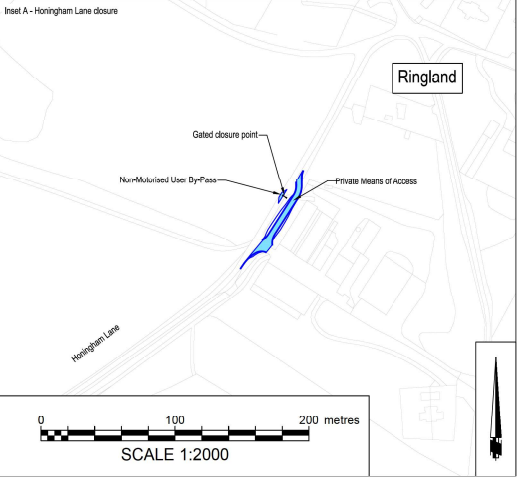 Inset A - Honingham Lane closure
Ringland
Gated closure point
Non-Motorised User By-Pass
Private Means of Access
Honingham Lane
0 100 200 metres
SCALE 1:2000